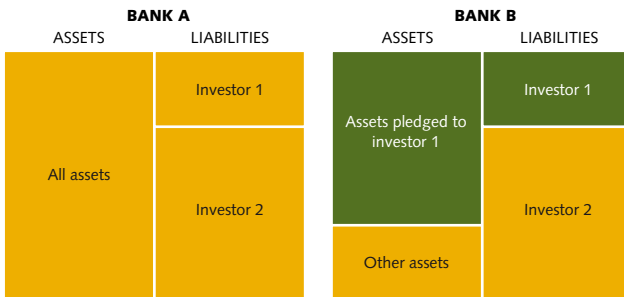 BANK A
ASSETS
LIABILITIES
All assets
Investor 1
Investor 2
BANK B
ASSETS
LIABILITIES
Assets pledged to
investor 1
Other assets
Investor 1
Investor 2